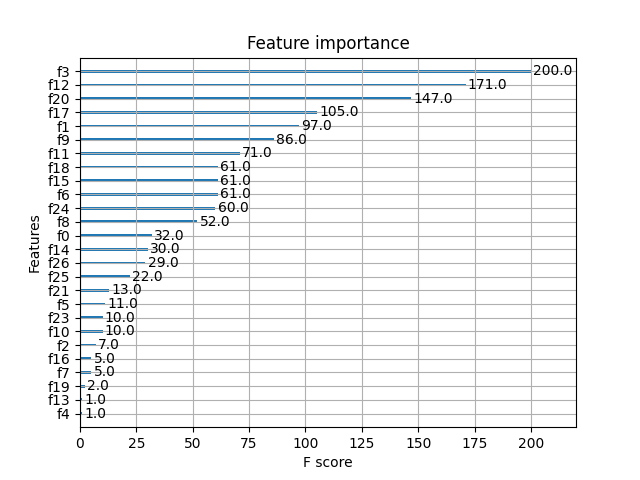 Feature importance
f3 200.0
f12 171.0
f20 147.0
f17 105.0
f1 97.0
f9 86.0
f11 71.0
f18 61.0
f15 61.0
f6 61.0
f24 60.0
f8 52.0
f0 32.0
f14 30.0
f26 29.0
f25 22.0
f21 13.0
f5 11.0
f23 10.0
f10 10.0
f2 7.0
f16 5.0
f7 5.0
f19 2.0
f13 1.0
f4 1.0
Features
0 25 50 75 100 125 150 175 200
F score